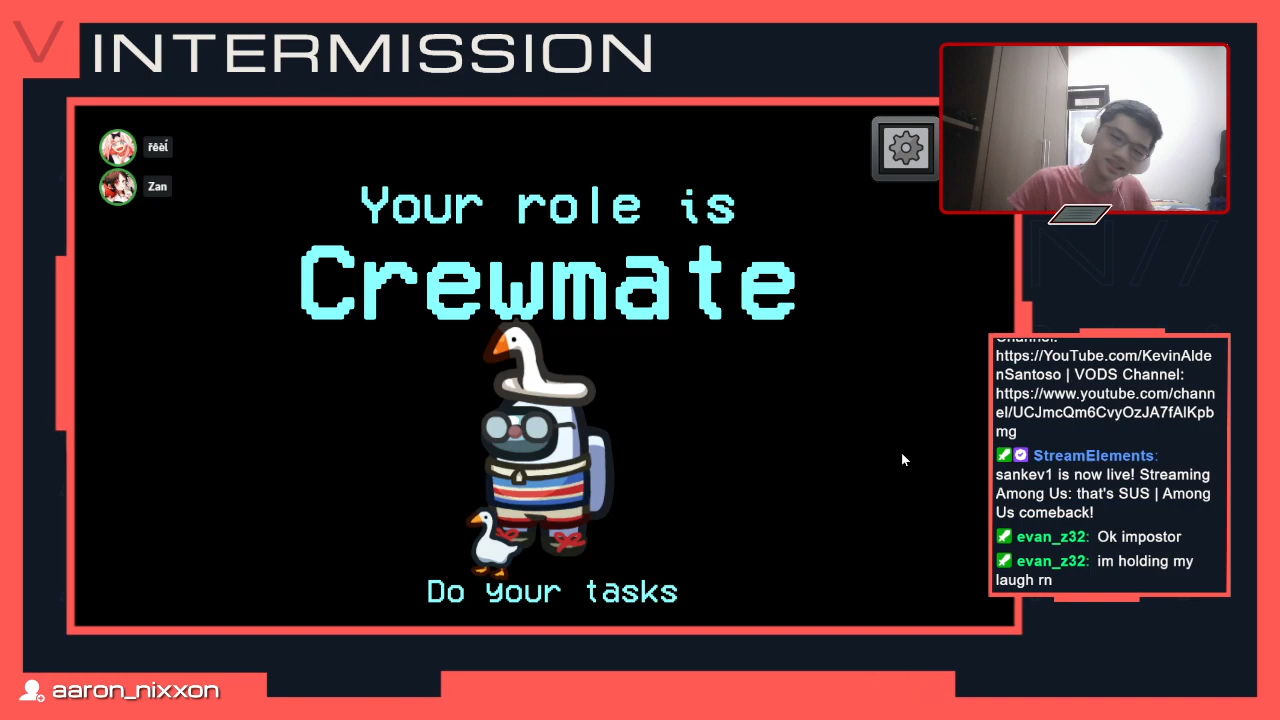 INTERMISSION
řêėl
Zan
Your role is
Crewmate
Do your tasks
https://YouTube.com/KevinAlde
nSantoso | VODS Channel:
https://www.youtube.com/chann
el/UCJmcQm6CvyOzJA7fAlKpb
mg
StreamElements:
sankev1 is now live! Streaming
Among Us: that's SUS | Among
Us comeback!
evan_z32: Ok impostor
evan_z32: im holding my
laugh rn
aaron_nixxon